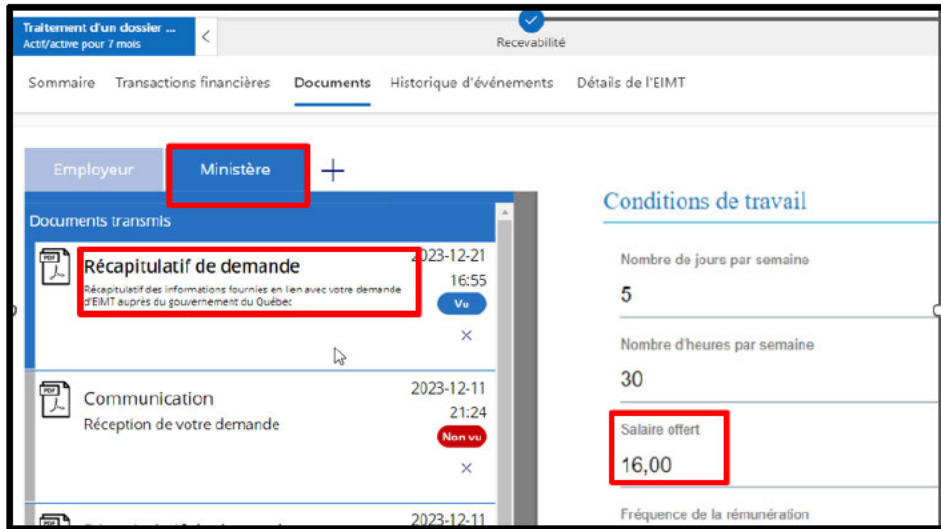 Traitement d'un dossier ...
Actif/active pour 7 mois
<
Recevabilité
Sommaire Transactions financières Documents Historique d'événements Détails de l'EIMT
Employeur Ministère +
Documents transmis
PDF
Récapitulatif de demande
2023-12-21
16:55
Récapitulatif des informations fournies en lien avec votre demande
d'EIMT auprès du gouvernement du Québec
Vu
×
PDF
Communication
2023-12-11
21:24
Réception de votre demande
Non vu
×
PDF
2023-12-11
Conditions de travail
Nombre de jours par semaine
5
Nombre d'heures par semaine
30
Salaire offert
16,00
Fréquence de la rémunération